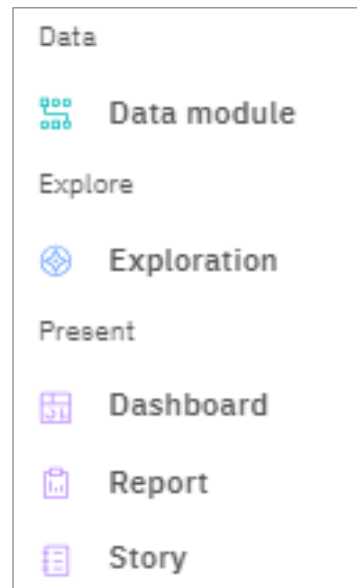 Data
Data module
Explore
Exploration
Present
Dashboard
Report
Story